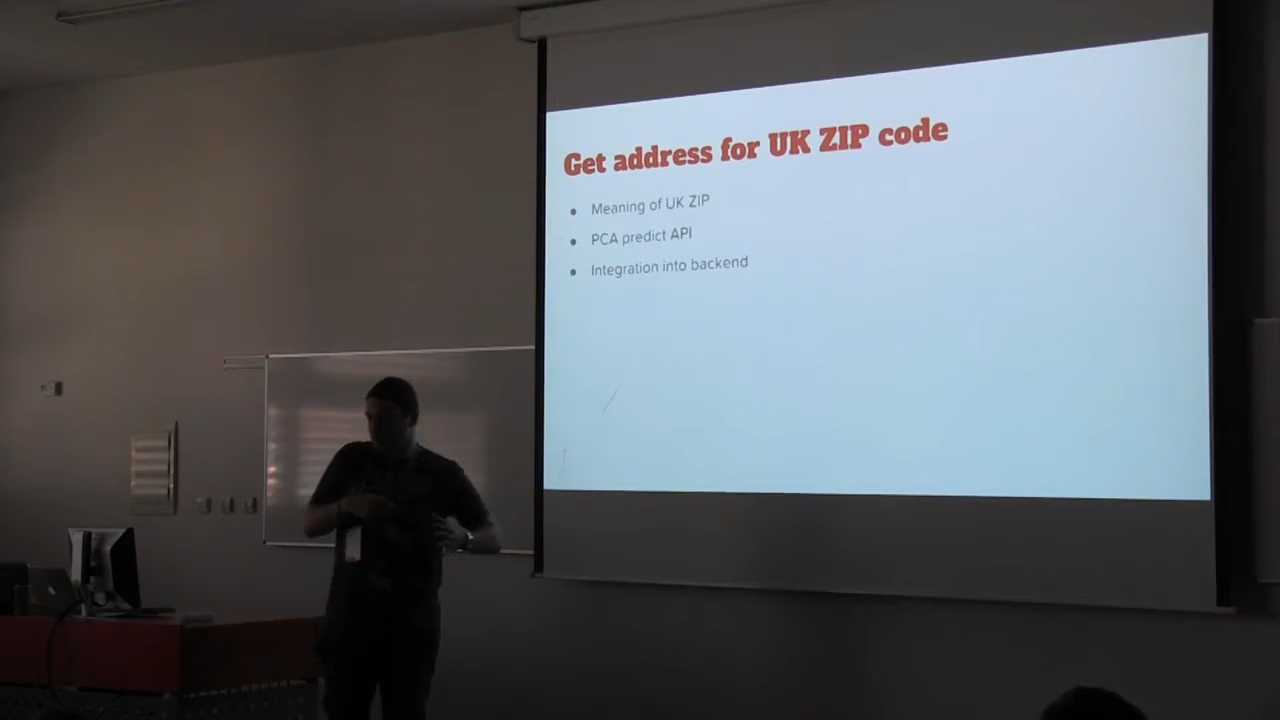 Get address for UK ZIP code
● Meaning of UK ZIP
● PCA predict API
● Integration into backend